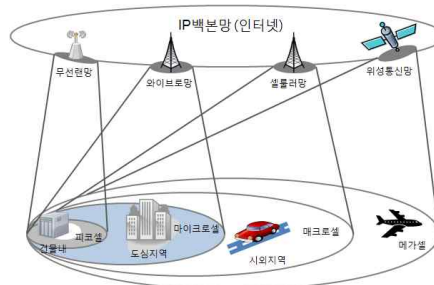 IP백본망 (인터넷)
무선랜망
와이브로망
셀룰러망
위성통신망
건물내
피코셀
도심지역
마이크로셀
시외지역
매크로셀
메가셀